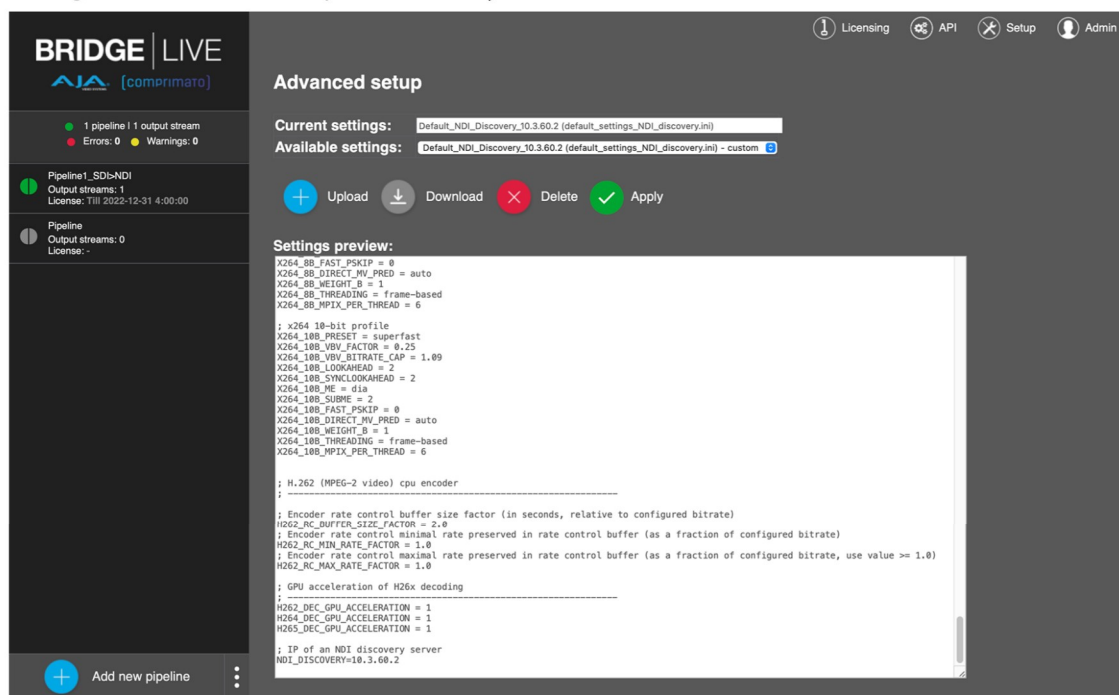 Licensing
API
Setup
Admin
BRIDGE | LIVE
AJA VIDEO SYSTEMS [comprimato]
1 pipeline | 1 output stream
Errors: 0 Warnings: 0
Pipeline1_SDI>NDI
Output streams: 1
License: Till 2022-12-31 4:00:00
Pipeline
Output streams: 0
License: -
Add new pipeline
Advanced setup
Current settings: Default_NDI_Discovery_10.3.60.2 (default_settings_NDI_discovery.ini)
Available settings: Default_NDI_Discovery_10.3.60.2 (default_settings_NDI_discovery.ini) - custom
Upload Download Delete Apply
Settings preview:
X264_8B_FAST_PSKIP = 0
X264_8B_DIRECT_MV_PRED = auto
X264_8B_WEIGHT_B = 1
X264_8B_THREADING = frame-based
X264_8B_MPIX_PER_THREAD = 6
; x264 10-bit profile
X264_10B_PRESET = superfast
X264_10B_VBV_FACTOR = 0.25
X264_10B_VBV_BITRATE_CAP = 1.09
X264_10B_LOOKAHEAD = 2
X264_10B_SYNCLOOKAHEAD = 2
X264_10B_ME = dia
X264_10B_SUBME = 2
X264_10B_FAST_PSKIP = 0
X264_10B_DIRECT_MV_PRED = auto
X264_10B_WEIGHT_B = 1
X264_10B_THREADING = frame-based
X264_10B_MPIX_PER_THREAD = 6
; H.262 (MPEG-2 video) cpu encoder
; --------------------------------------------------------------
; Encoder rate control buffer size factor (in seconds, relative to configured bitrate)
H262_RC_BUFFER_SIZE_FACTOR = 2.0
; Encoder rate control minimal rate preserved in rate control buffer (as a fraction of configured bitrate)
H262_RC_MIN_RATE_FACTOR = 1.0
; Encoder rate control maximal rate preserved in rate control buffer (as a fraction of configured bitrate, use value >= 1.0)
H262_RC_MAX_RATE_FACTOR = 1.0
; GPU acceleration of H26x decoding
; --------------------------------------------------------------
H262_DEC_GPU_ACCELERATION = 1
H264_DEC_GPU_ACCELERATION = 1
H265_DEC_GPU_ACCELERATION = 1
; IP of an NDI discovery server
NDI_DISCOVERY=10.3.60.2